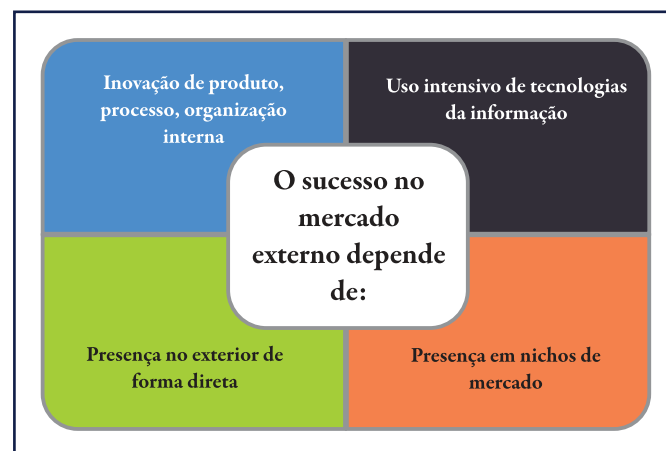 Inovação de produto,
processo, organização
interna
Uso intensivo de tecnologias
da informação
O sucesso no
mercado
externo depende
de:
Presença no exterior de
forma direta
Presença em nichos de
mercado